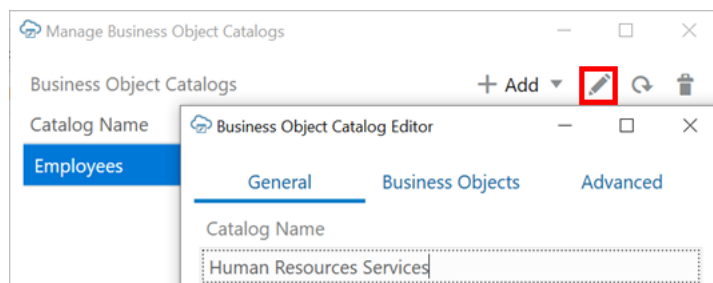 Manage Business Object Catalogs
Business Object Catalogs
Add
Catalog Name
Employees
Business Object Catalog Editor
General Business Objects Advanced
Catalog Name
Human Resources Services